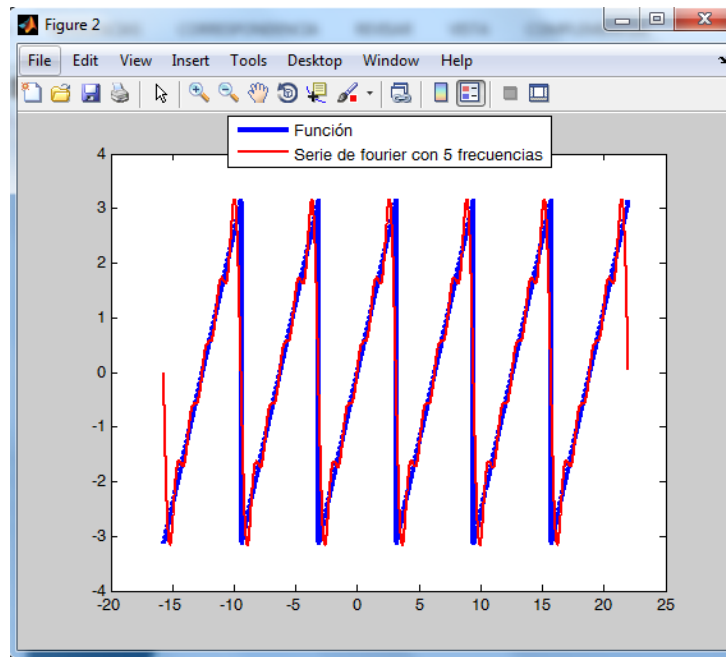 Figure 2
File Edit View Insert Tools Desktop Window Help
Función
Serie de fourier con 5 frecuencias
4
3
2
1
0
-1
-2
-3
-4
-20 -15 -10 -5 0 5 10 15 20 25